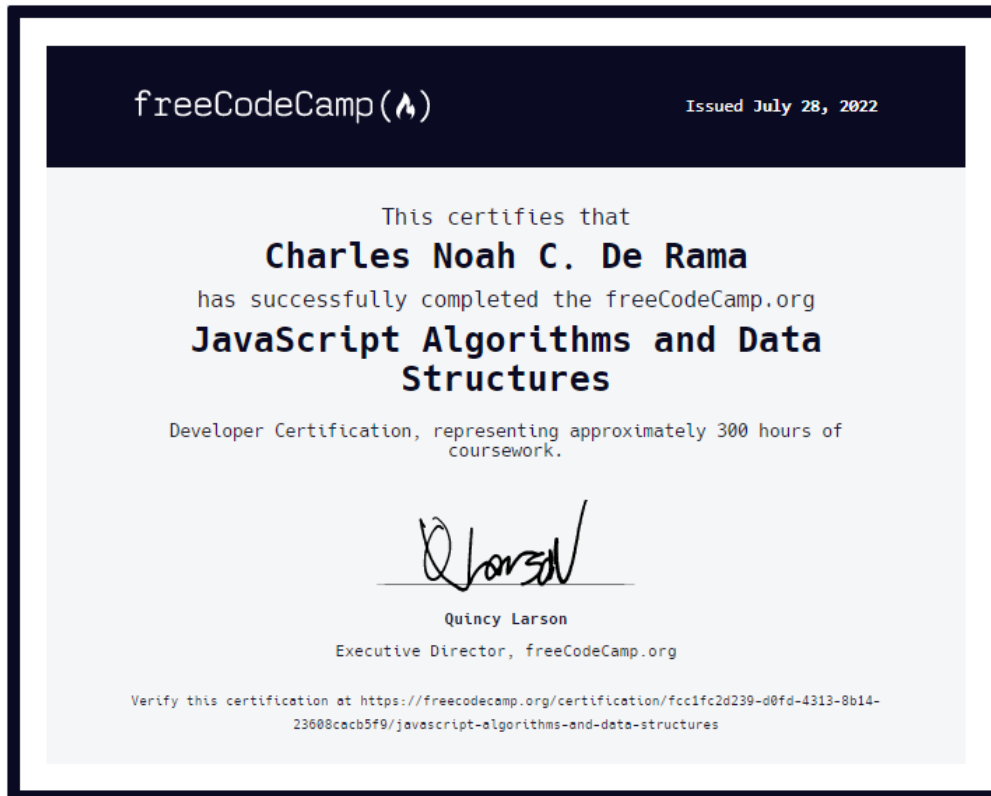 freeCodeCamp()
Issued July 28, 2022
This certifies that
Charles Noah C. De Rama
has successfully completed the freeCodeCamp.org
JavaScript Algorithms and Data
Structures
Developer Certification, representing approximately 300 hours of
coursework.
Q Larson
Quincy Larson
Executive Director, freeCodeCamp.org
Verify this certification at https://freecodecamp.org/certification/fcc1fc2d239-d0fd-4313-8b14-
23608cacb5f9/javascript-algorithms-and-data-structures